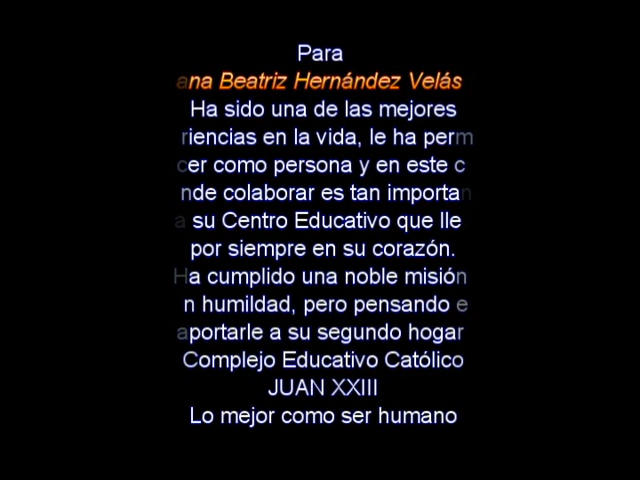 Para
ana Beatriz Hernández Velás
Ha sido una de las mejores
riencias en la vida, le ha perm
cer como persona y en este c
nde colaborar es tan importan
a su Centro Educativo que lle
por siempre en su corazón.
Ha cumplido una noble misión
n humildad, pero pensando e
aportarle a su segundo hogar
Complejo Educativo Católico
JUAN XXIII
Lo mejor como ser humano